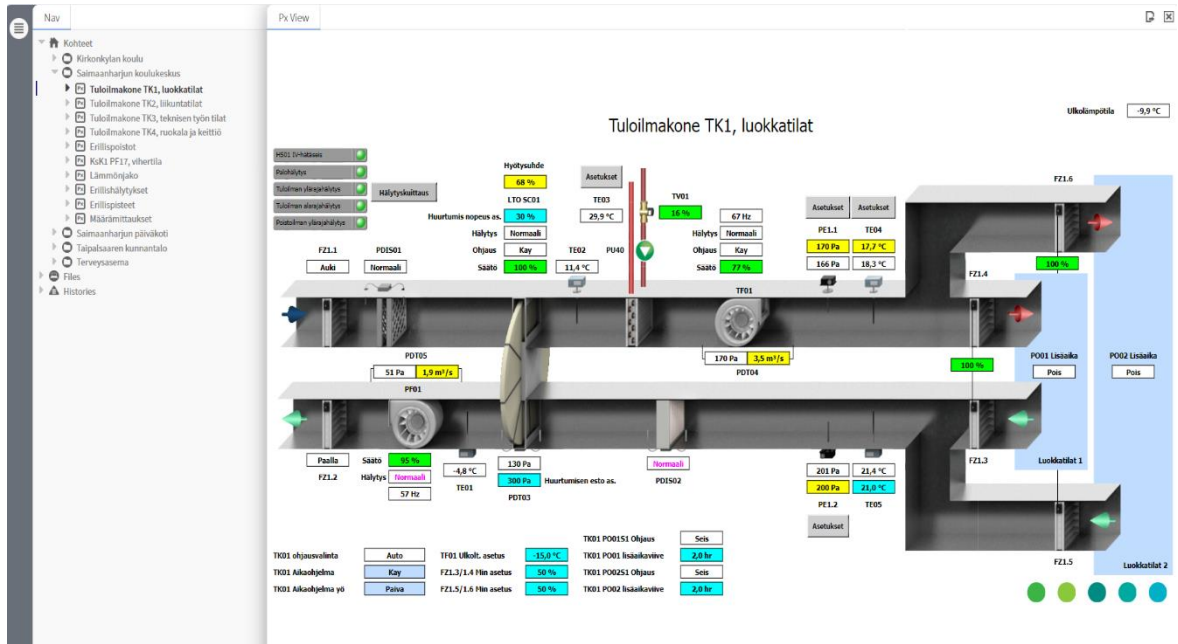 Nav
Px View
Kohteet
Kirkonkylan koulu
Saimaanharjun koulukeskus
Tuloilmakone TK1, luokkatilat
Tuloilmakone TK2, liikuntatilat
Tuloilmakone TK3, teknisen työn tilat
Tuloilmakone TK4, ruokala ja keittiö
Erillispoistot
KsK1 PF17, vihertila
Lämmönjako
Erillishälytykset
Erillispisteet
Määrämittaukset
Saimaanharjun päiväkoti
Taipalsaaren kunnantalo
Terveysasema
Files
Histories
Ulkolämpötila -9,9 °C
Tuloilmakone TK1, luokkatilat
HS01 IV-hätäseis
Palohälytys
Tuloilman ylärajahälytys
Tuloilman alarajahälytys
Poistoilman ylärajahälytys
Hälytyskuittaus
Hyötysuhde
68 %
LTO SC01
Huurtumis nopeus as. 30 %
Hälytys Normaali
Ohjaus Kay
Säätö 100 %
Asetukset
TE03
29,9 °C
TE02
11,4 °C
PU40
TV01
16 %
67 Hz
Hälytys Normaali
Ohjaus Kay
Säätö 77 %
TF01
Asetukset Asetukset
PE1.1 TE04
170 Pa 17,7 °C
166 Pa 18,3 °C
FZ1.1
Auki
PDIS01
Normaali
FZ1.6
100 %
FZ1.4
PDT05
51 Pa 1,9 m³/s
PF01
170 Pa 3,5 m³/s
PDT04
100 %
PO01 Lisäaika
Pois
PO02 Lisäaika
Pois
Paalla
FZ1.2
Säätö 95 %
Hälytys Normaali
57 Hz
-4,8 °C
TE01
130 Pa
300 Pa Huurtumisen esto as.
PDT03
Normaali
PDIS02
201 Pa 21,4 °C
200 Pa 21,0 °C
PE1.2 TE05
Asetukset
FZ1.3
Luokkatilat 1
FZ1.5
Luokkatilat 2
TK01 ohjausvalinta Auto
TK01 Aikaohjelma Kay
TK01 Aikaohjelma yö Paiva
TF01 Ulkolt. asetus -15,0 °C
FZ1.3/1.4 Min asetus 50 %
FZ1.5/1.6 Min asetus 50 %
TK01 PO01S1 Ohjaus Seis
TK01 PO01 lisäaikaviive 2,0 hr
TK01 PO02S1 Ohjaus Seis
TK01 PO02 lisäaikaviive 2,0 hr